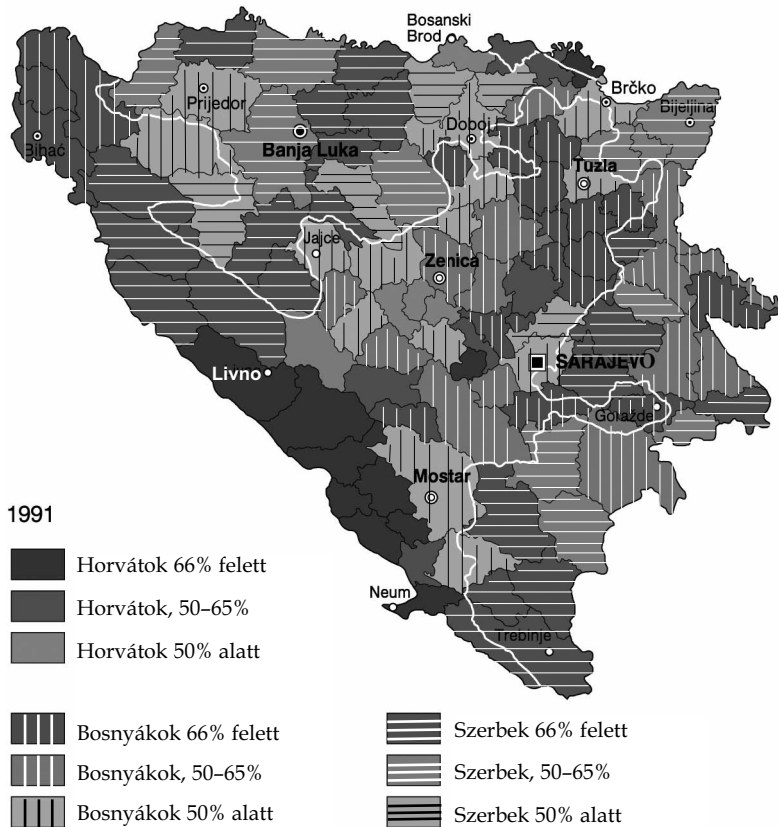 Bosanski
Brod
Brčko
Prijedor
Bijeljina
Doboj
Bihać
Banja Luka
Tuzla
Jajce
Zenica
SARAJEVO
Livno
Goražde
Mostar
1991
Horvátok 66% felett
Neum
Horvátok, 50–65%
Trebinje
Horvátok 50% alatt
Bosnyákok 66% felett
Szerbek 66% felett
Bosnyákok, 50–65%
Szerbek, 50–65%
Bosnyákok 50% alatt
Szerbek 50% alatt